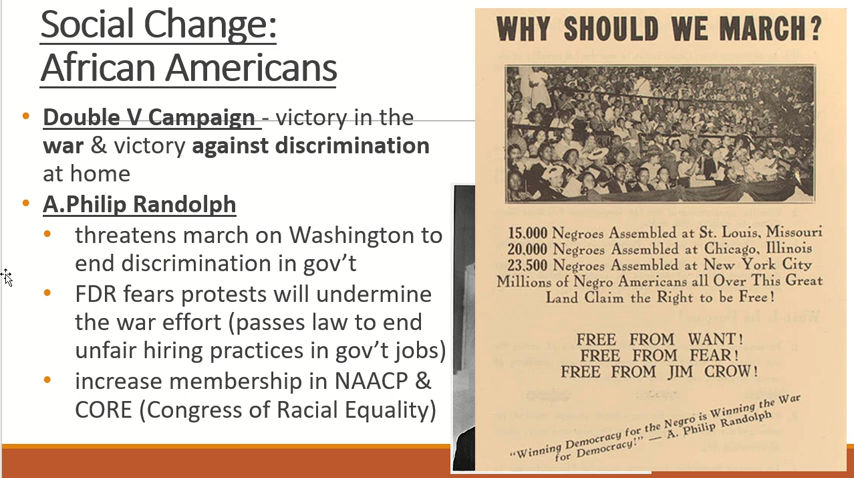 Social Change:
African Americans
• Double V Campaign - victory in the
war & victory against discrimination
at home
• A.Philip Randolph
• threatens march on Washington to
end discrimination in gov't
• FDR fears protests will undermine
the war effort (passes law to end
unfair hiring practices in gov't jobs)
• increase membership in NAACP &
CORE (Congress of Racial Equality)
WHY SHOULD WE MARCH?
15.000 Negroes Assembled at St. Louis, Missouri
20.000 Negroes Assembled at Chicago, Illinois
23.500 Negroes Assembled at New York City
Millions of Negro Americans all Over This Great
Land Claim the Right to be Free!
FREE FROM WANT!
FREE FROM FEAR!
FREE FROM JIM CROW!
"Winning Democracy for the Negro is Winning the War
for Democracy!" — A. Philip Randolph